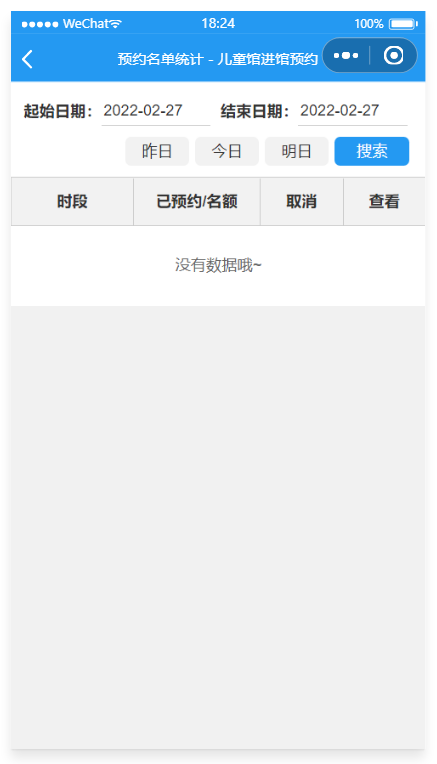 WeChat 18:24 100%
预约名单统计 - 儿童馆进馆预约
起始日期： 2022-02-27 结束日期： 2022-02-27
昨日 今日 明日 搜索
时段 已预约/名额 取消 查看
没有数据哦~